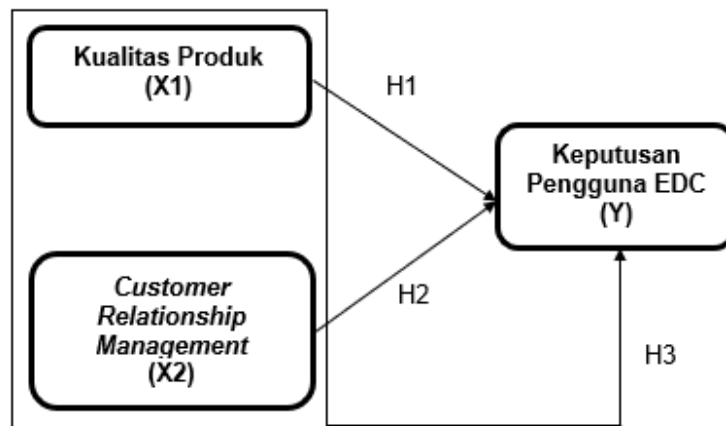 Kualitas Produk
(X1)
H1
Keputusan
Pengguna EDC
(Y)
Customer
Relationship
Management
(X2)
H2
H3